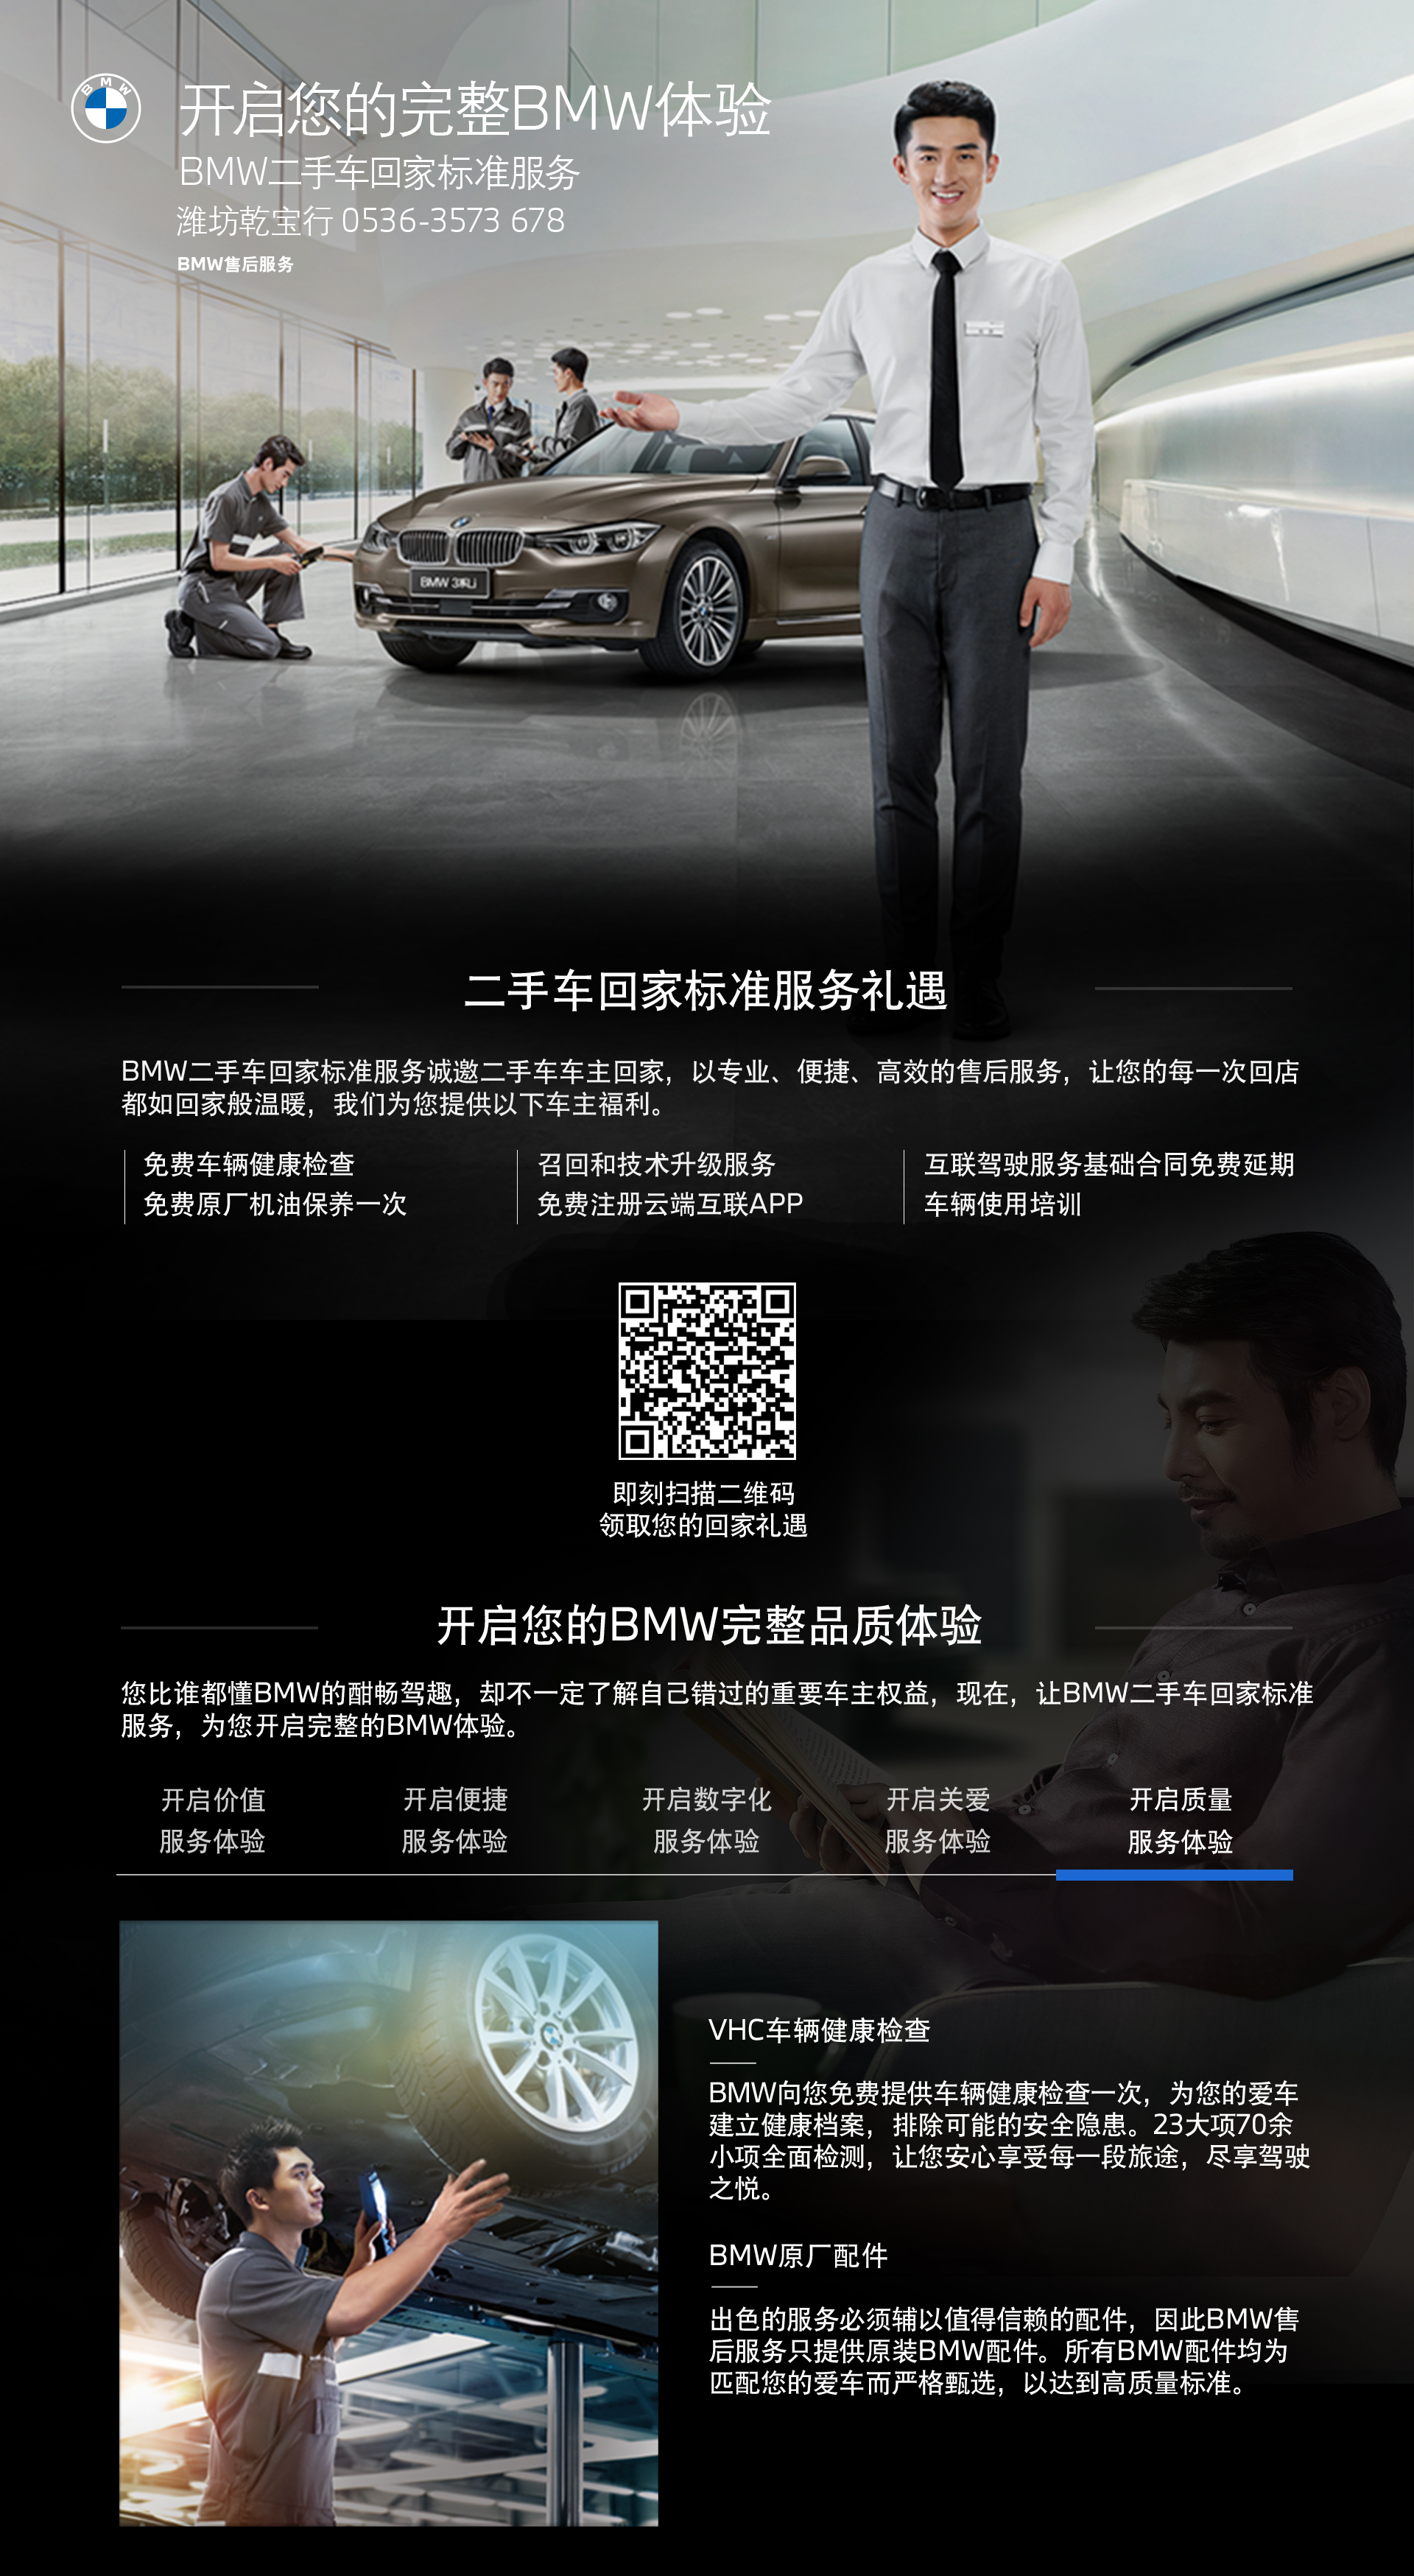 BMW
开启您的完整BMW体验
BMW二手车回家标准服务
潍坊乾宝行 0536-3573 678
BMW售后服务
二手车回家标准服务礼遇
BMW二手车回家标准服务诚邀二手车车主回家，以专业、便捷、高效的售后服务，让您的每一次回店
都如回家般温暖，我们为您提供以下车主福利。
免费车辆健康检查
免费原厂机油保养一次
召回和技术升级服务
免费注册云端互联APP
互联驾驶服务基础合同免费延期
车辆使用培训
即刻扫描二维码
领取您的回家礼遇
开启您的BMW完整品质体验
您比谁都懂BMW的酣畅驾趣，却不一定了解自己错过的重要车主权益，现在，让BMW二手车回家标准
服务，为您开启完整的BMW体验。
开启价值
服务体验
开启便捷
服务体验
开启数字化
服务体验
开启关爱
服务体验
开启质量
服务体验
VHC车辆健康检查
BMW向您免费提供车辆健康检查一次，为您的爱车
建立健康档案，排除可能的安全隐患。23大项70余
小项全面检测，让您安心享受每一段旅途，尽享驾驶
之悦。
BMW原厂配件
出色的服务必须辅以值得信赖的配件，因此BMW售
后服务只提供原装BMW配件。所有BMW配件均为
匹配您的爱车而严格甄选，以达到高质量标准。